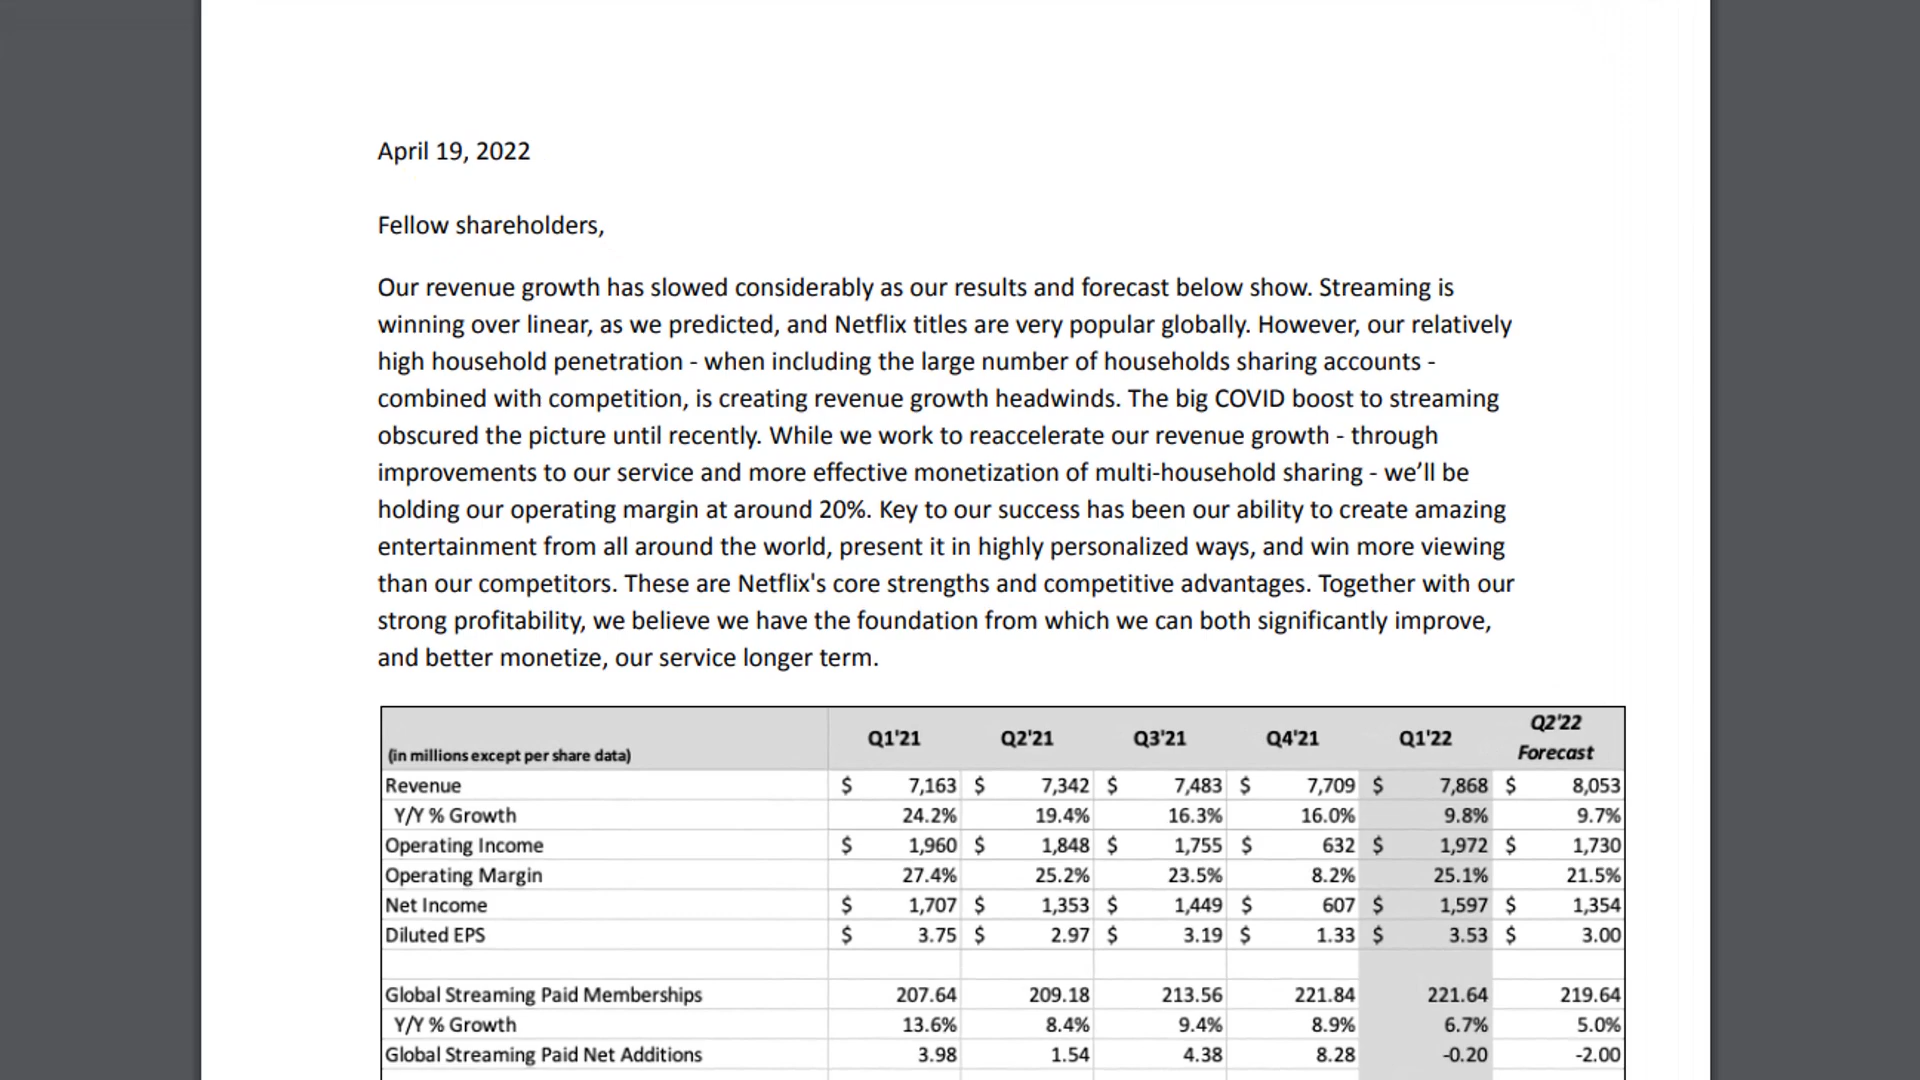 April 19, 2022
Fellow shareholders,
Our revenue growth has slowed considerably as our results and forecast below show. Streaming is
winning over linear, as we predicted, and Netflix titles are very popular globally. However, our relatively
high household penetration - when including the large number of households sharing accounts -
combined with competition, is creating revenue growth headwinds. The big COVID boost to streaming
obscured the picture until recently. While we work to reaccelerate our revenue growth - through
improvements to our service and more effective monetization of multi-household sharing - we’ll be
holding our operating margin at around 20%. Key to our success has been our ability to create amazing
entertainment from all around the world, present it in highly personalized ways, and win more viewing
than our competitors. These are Netflix's core strengths and competitive advantages. Together with our
strong profitability, we believe we have the foundation from which we can both significantly improve,
and better monetize, our service longer term.
(in millions except per share data) Q1'21 Q2'21 Q3'21 Q4'21 Q1'22 Q2'22 Forecast
Revenue $ 7,163 $ 7,342 $ 7,483 $ 7,709 $ 7,868 $ 8,053
Y/Y % Growth 24.2% 19.4% 16.3% 16.0% 9.8% 9.7%
Operating Income $ 1,960 $ 1,848 $ 1,755 $ 632 $ 1,972 $ 1,730
Operating Margin 27.4% 25.2% 23.5% 8.2% 25.1% 21.5%
Net Income $ 1,707 $ 1,353 $ 1,449 $ 607 $ 1,597 $ 1,354
Diluted EPS $ 3.75 $ 2.97 $ 3.19 $ 1.33 $ 3.53 $ 3.00
Global Streaming Paid Memberships 207.64 209.18 213.56 221.84 221.64 219.64
Y/Y % Growth 13.6% 8.4% 9.4% 8.9% 6.7% 5.0%
Global Streaming Paid Net Additions 3.98 1.54 4.38 8.28 -0.20 -2.00